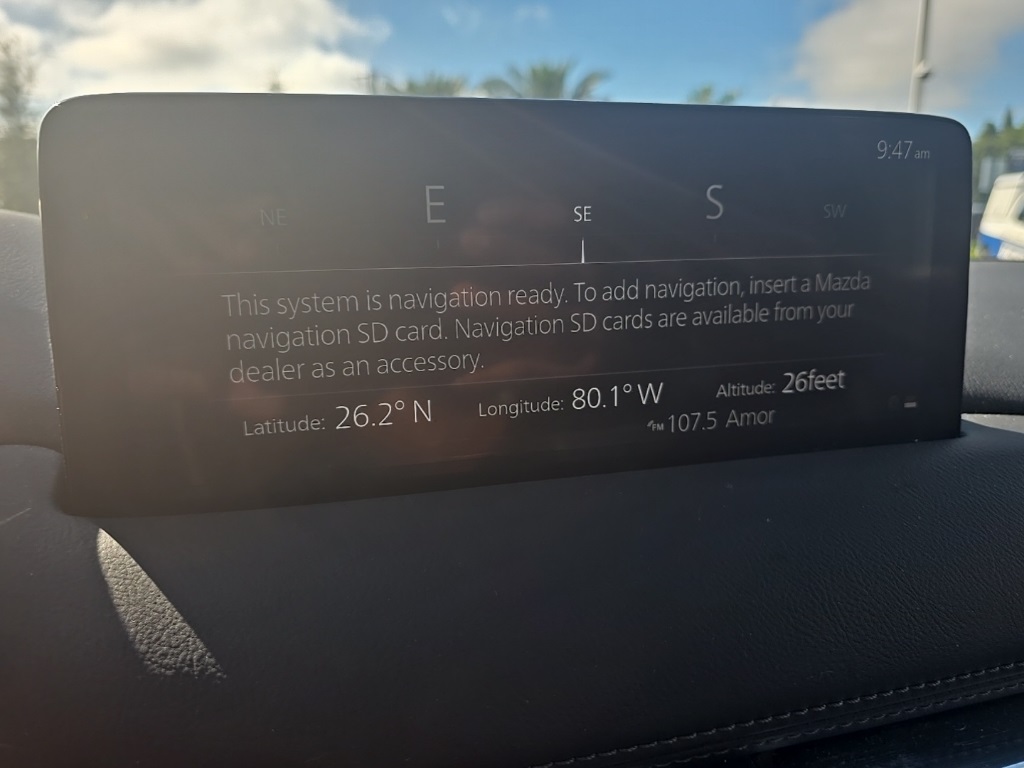 9:47am
NE E SE S SW
This system is navigation ready. To add navigation, insert a Mazda
navigation SD card. Navigation SD cards are available from your
dealer as an accessory.
Latitude: 26.2° N Longitude: 80.1° W Altitude: 26feet
FM 107.5 Amor